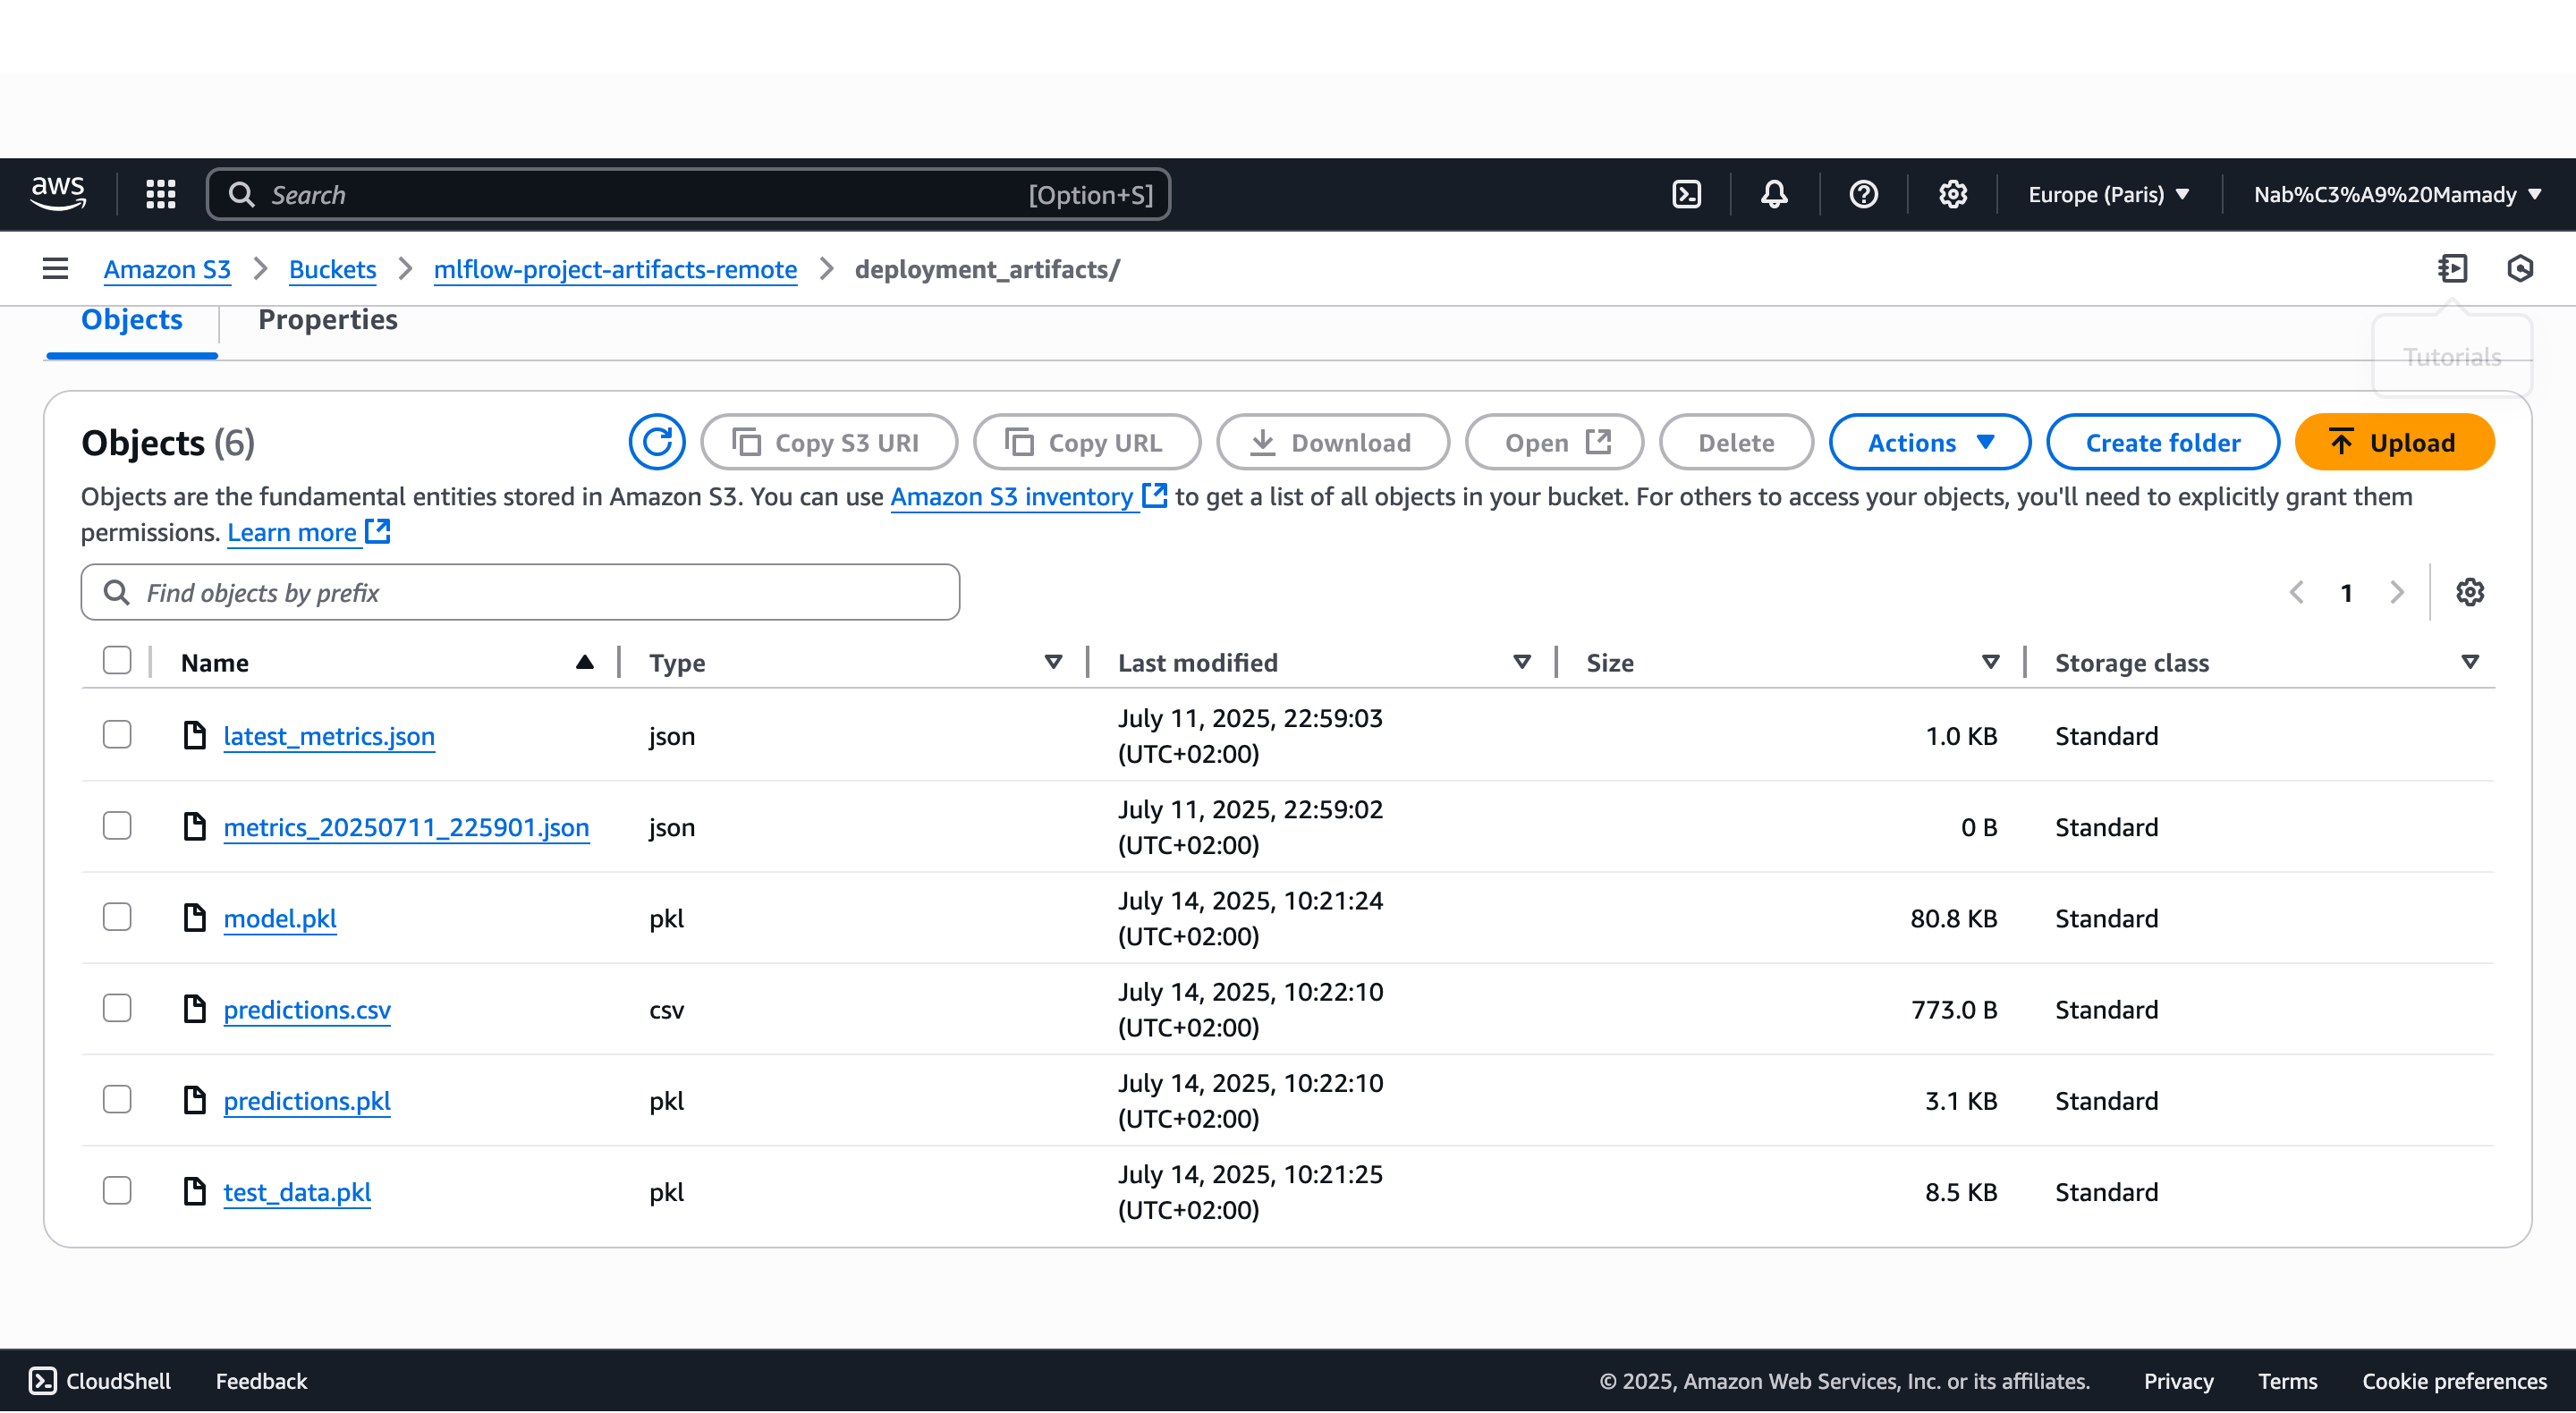 aws
Search [Option+S] Europe (Paris) Nab%C3%A9%20Mamady
Amazon S3 Buckets mlflow-project-artifacts-remote deployment_artifacts/
Objects Properties
Tutorials
Objects (6) Copy S3 URI Copy URL Download Open Delete Actions Create folder Upload
Objects are the fundamental entities stored in Amazon S3. You can use Amazon S3 inventory to get a list of all objects in your bucket. For others to access your objects, you'll need to explicitly grant them
permissions. Learn more
Find objects by prefix 1
Name Type Last modified Size Storage class
latest_metrics.json json July 11, 2025, 22:59:03 (UTC+02:00) 1.0 KB Standard
metrics_20250711_225901.json json July 11, 2025, 22:59:02 (UTC+02:00) 0 B Standard
model.pkl pkl July 14, 2025, 10:21:24 (UTC+02:00) 80.8 KB Standard
predictions.csv csv July 14, 2025, 10:22:10 (UTC+02:00) 773.0 B Standard
predictions.pkl pkl July 14, 2025, 10:22:10 (UTC+02:00) 3.1 KB Standard
test_data.pkl pkl July 14, 2025, 10:21:25 (UTC+02:00) 8.5 KB Standard
CloudShell Feedback © 2025, Amazon Web Services, Inc. or its affiliates. Privacy Terms Cookie preferences